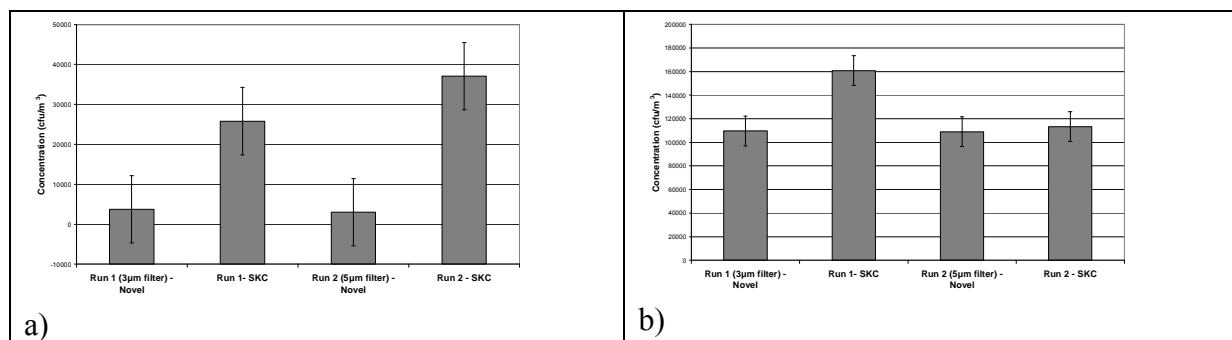 Concentration (cfu/m³)
50000
40000
30000
20000
10000
0
-10000
Run 1 (3µm filter) -
Novel
Run 1- SKC
Run 2 (5µm filter) -
Novel
Run 2 - SKC
a)
Concentration (cfu/m³)
200000
180000
160000
140000
120000
100000
80000
60000
40000
20000
0
Run 1 (3µm filter) -
Novel
Run 1- SKC
Run 2 (5µm filter) -
Novel
Run 2 - SKC
b)